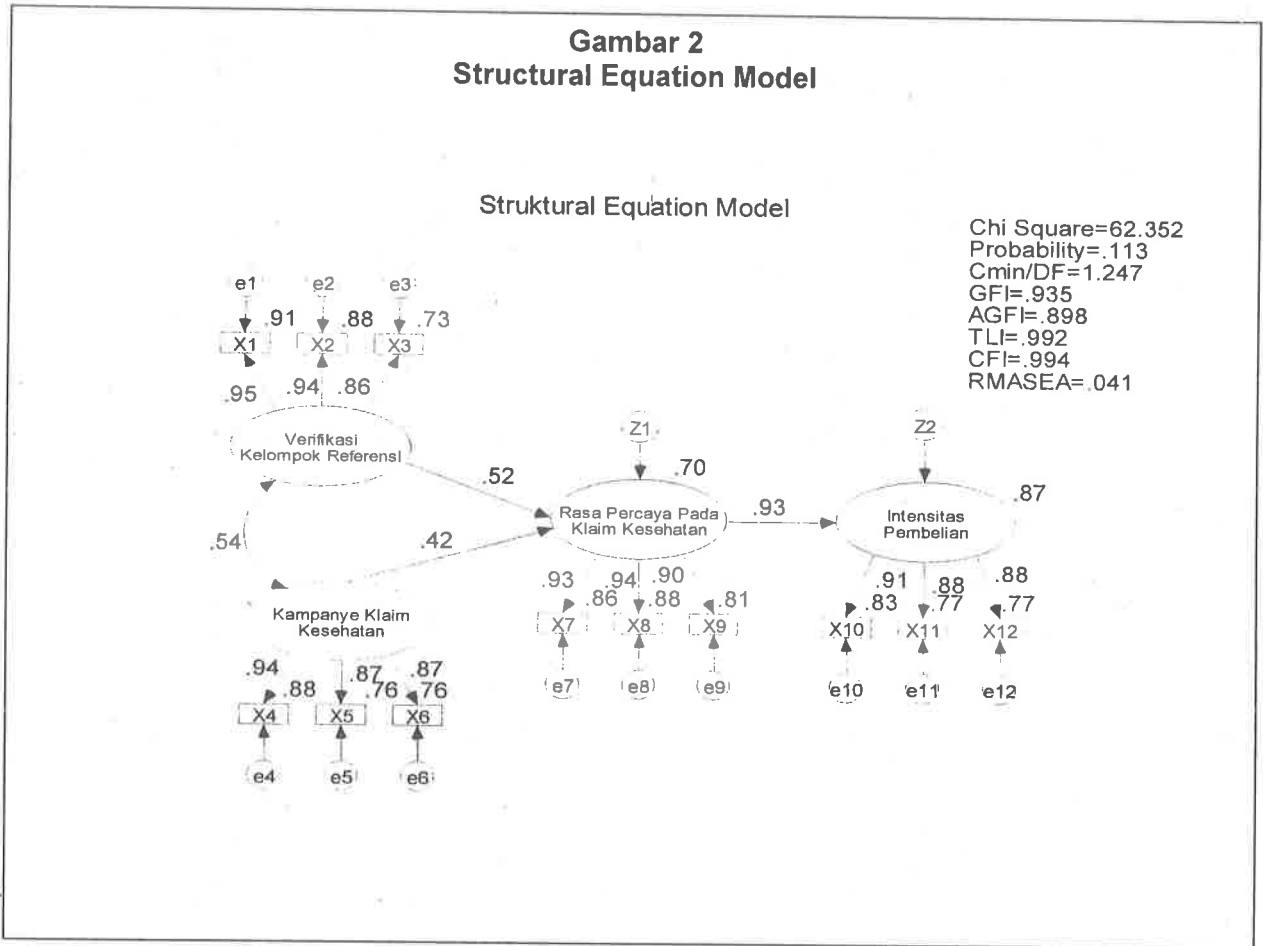 Gambar 2
Structural Equation Model
Struktural Equation Model
Chi Square=62.352
Probability=.113
Cmin/DF=1.247
GFI=.935
AGFI=.898
TLI=.992
CFI=.994
RMASEA=.041
e1 e2 e3
.91 .88 .73
X1 X2 X3
.95 .94 .86
Verifikasi
Kelompok Referensi
.52
.54
.42
Kampanye Klaim
Kesehatan
.94 .87 .87
.88 .76 .76
X4 X5 X6
e4 e5 e6
Z1
.70
Rasa Percaya Pada
Klaim Kesehatan
.93
.93 .94 .90
.86 .88 .81
X7 X8 X9
e7 e8 e9
Z2
.87
Intensitas
Pembelian
.91 .88 .88
.83 .77 .77
X10 X11 X12
e10 e11 e12